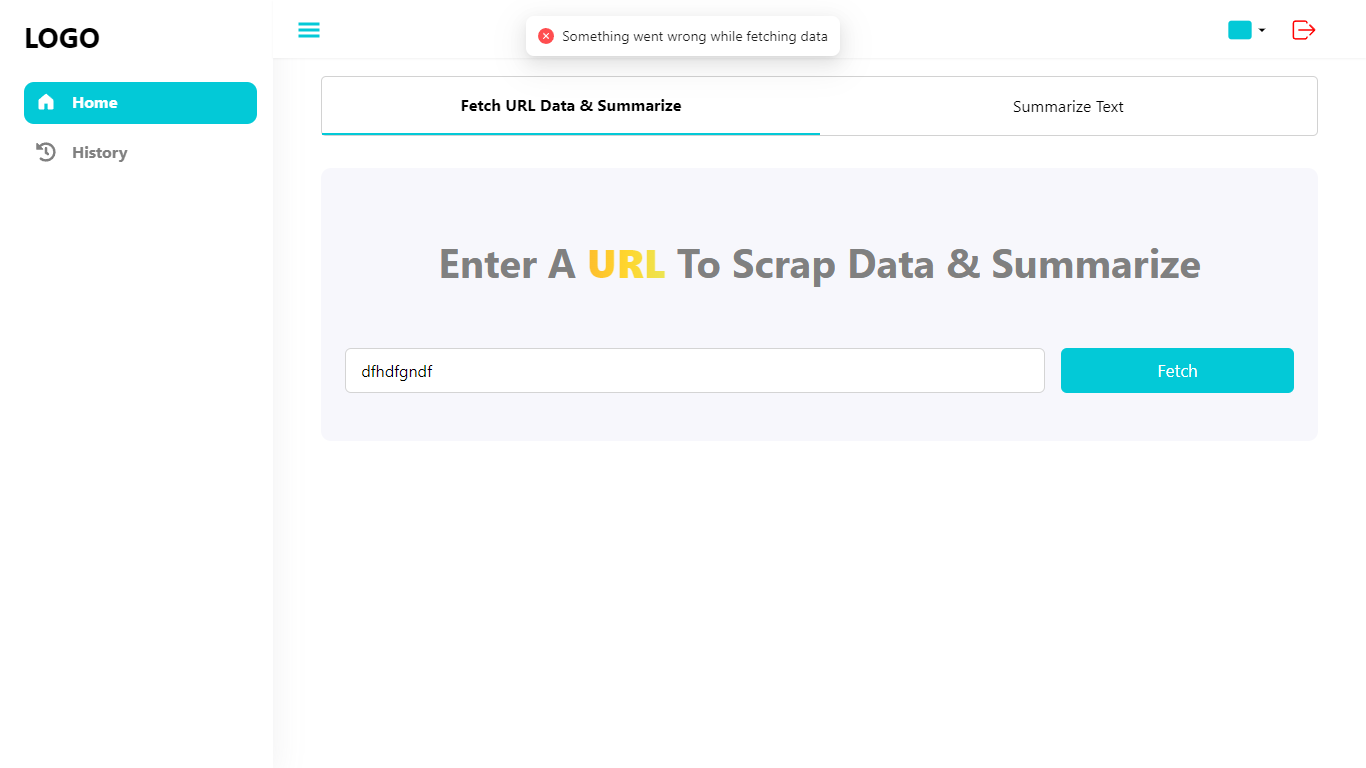 LOGO
Something went wrong while fetching data
Home
History
Fetch URL Data & Summarize
Summarize Text
Enter A URL To Scrap Data & Summarize
dfhdfgndf
Fetch